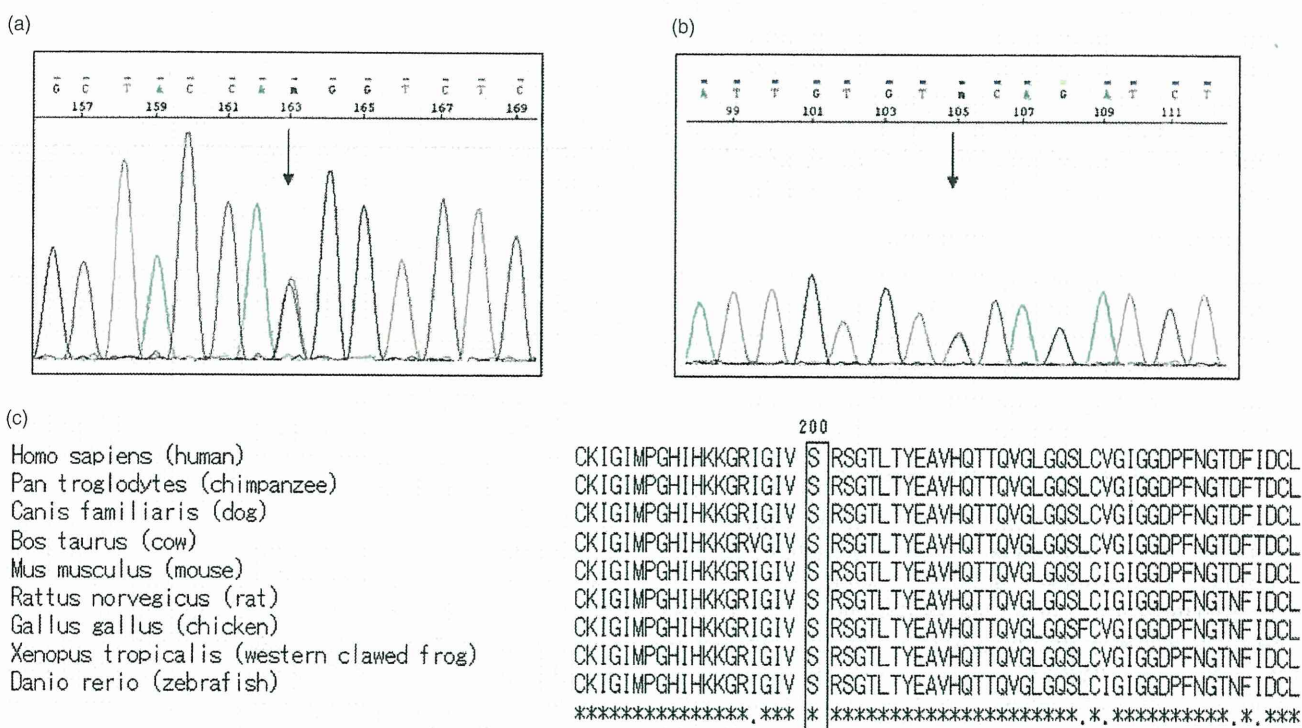 (a)
G C T A C C A n G G T C T C
157 159 161 163 165 167 169
(b)
A T T G T G T n C A G A T C T
99 101 103 105 107 109 111
(c)
200
Homo sapiens (human) CKIGIMPGHIHKKGRIGIV S RSGTLTYEAVHQTTQVGLGQSLCVGIGGDPFNGTDFIDCL
Pan troglodytes (chimpanzee) CKIGIMPGHIHKKGRIGIV S RSGTLTYEAVHQTTQVGLGQSLCVGIGGDPFNGTDFTDCL
Canis familiaris (dog) CKIGIMPGHIHKKGRIGIV S RSGTLTYEAVHQTTQVGLGQSLCVGIGGDPFNGTDFIDCL
Bos taurus (cow) CKIGIMPGHIHKKGRVGIV S RSGTLTYEAVHQTTQVGLGQSLCVGIGGDPFNGTDFTDCL
Mus musculus (mouse) CKIGIMPGHIHKKGRIGIV S RSGTLTYEAVHQTTQVGLGQSLCIGIGGDPFNGTDFIDCL
Rattus norvegicus (rat) CKIGIMPGHIHKKGRIGIV S RSGTLTYEAVHQTTQVGLGQSLCIGIGGDPFNGTNFIDCL
Gallus gallus (chicken) CKIGIMPGHIHKKGRIGIV S RSGTLTYEAVHQTTQVGLGQSFCVGIGGDPFNGTNFIDCL
Xenopus tropicalis (western clawed frog) CKIGIMPGHIHKKGRIGIV S RSGTLTYEAVHQTTQVGLGQSLCVGIGGDPFNGTNFIDCL
Danio rerio (zebrafish) CKIGIMPGHIHKKGRIGIV S RSGTLTYEAVHQTTQVGLGQSLCIGIGGDPFNGTNFIDCL
***************.*** * *********************.*.**********.*.***